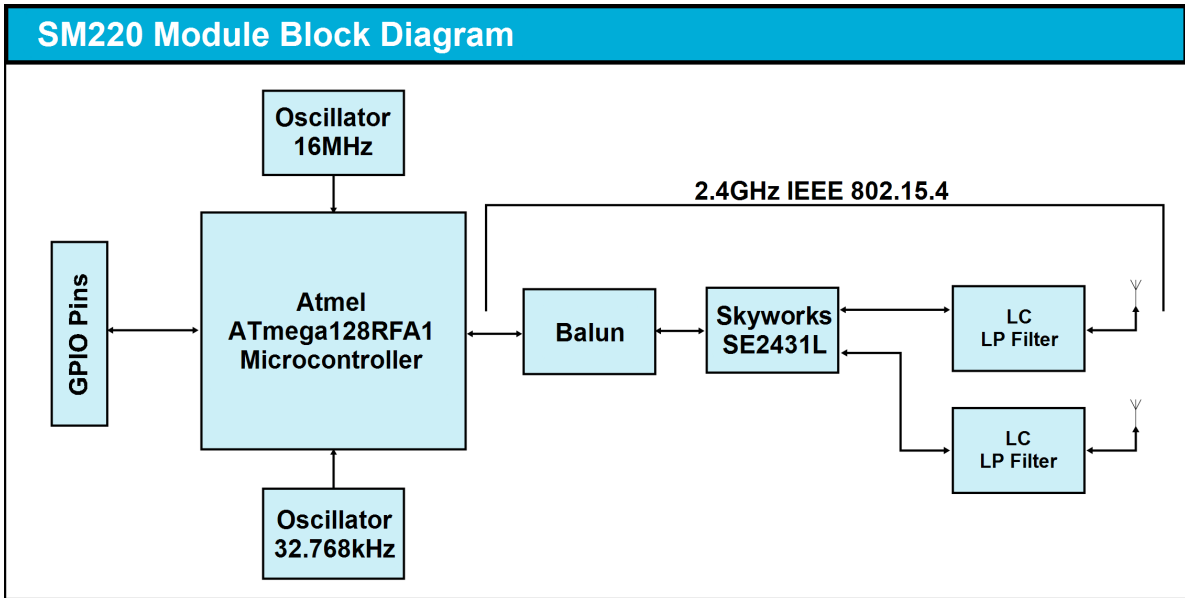 SM220 Module Block Diagram
Oscillator
16MHz
2.4GHz IEEE 802.15.4
GPIO Pins
Atmel
ATmega128RFA1
Microcontroller
Balun
Skyworks
SE2431L
LC
LP Filter
LC
LP Filter
Oscillator
32.768kHz